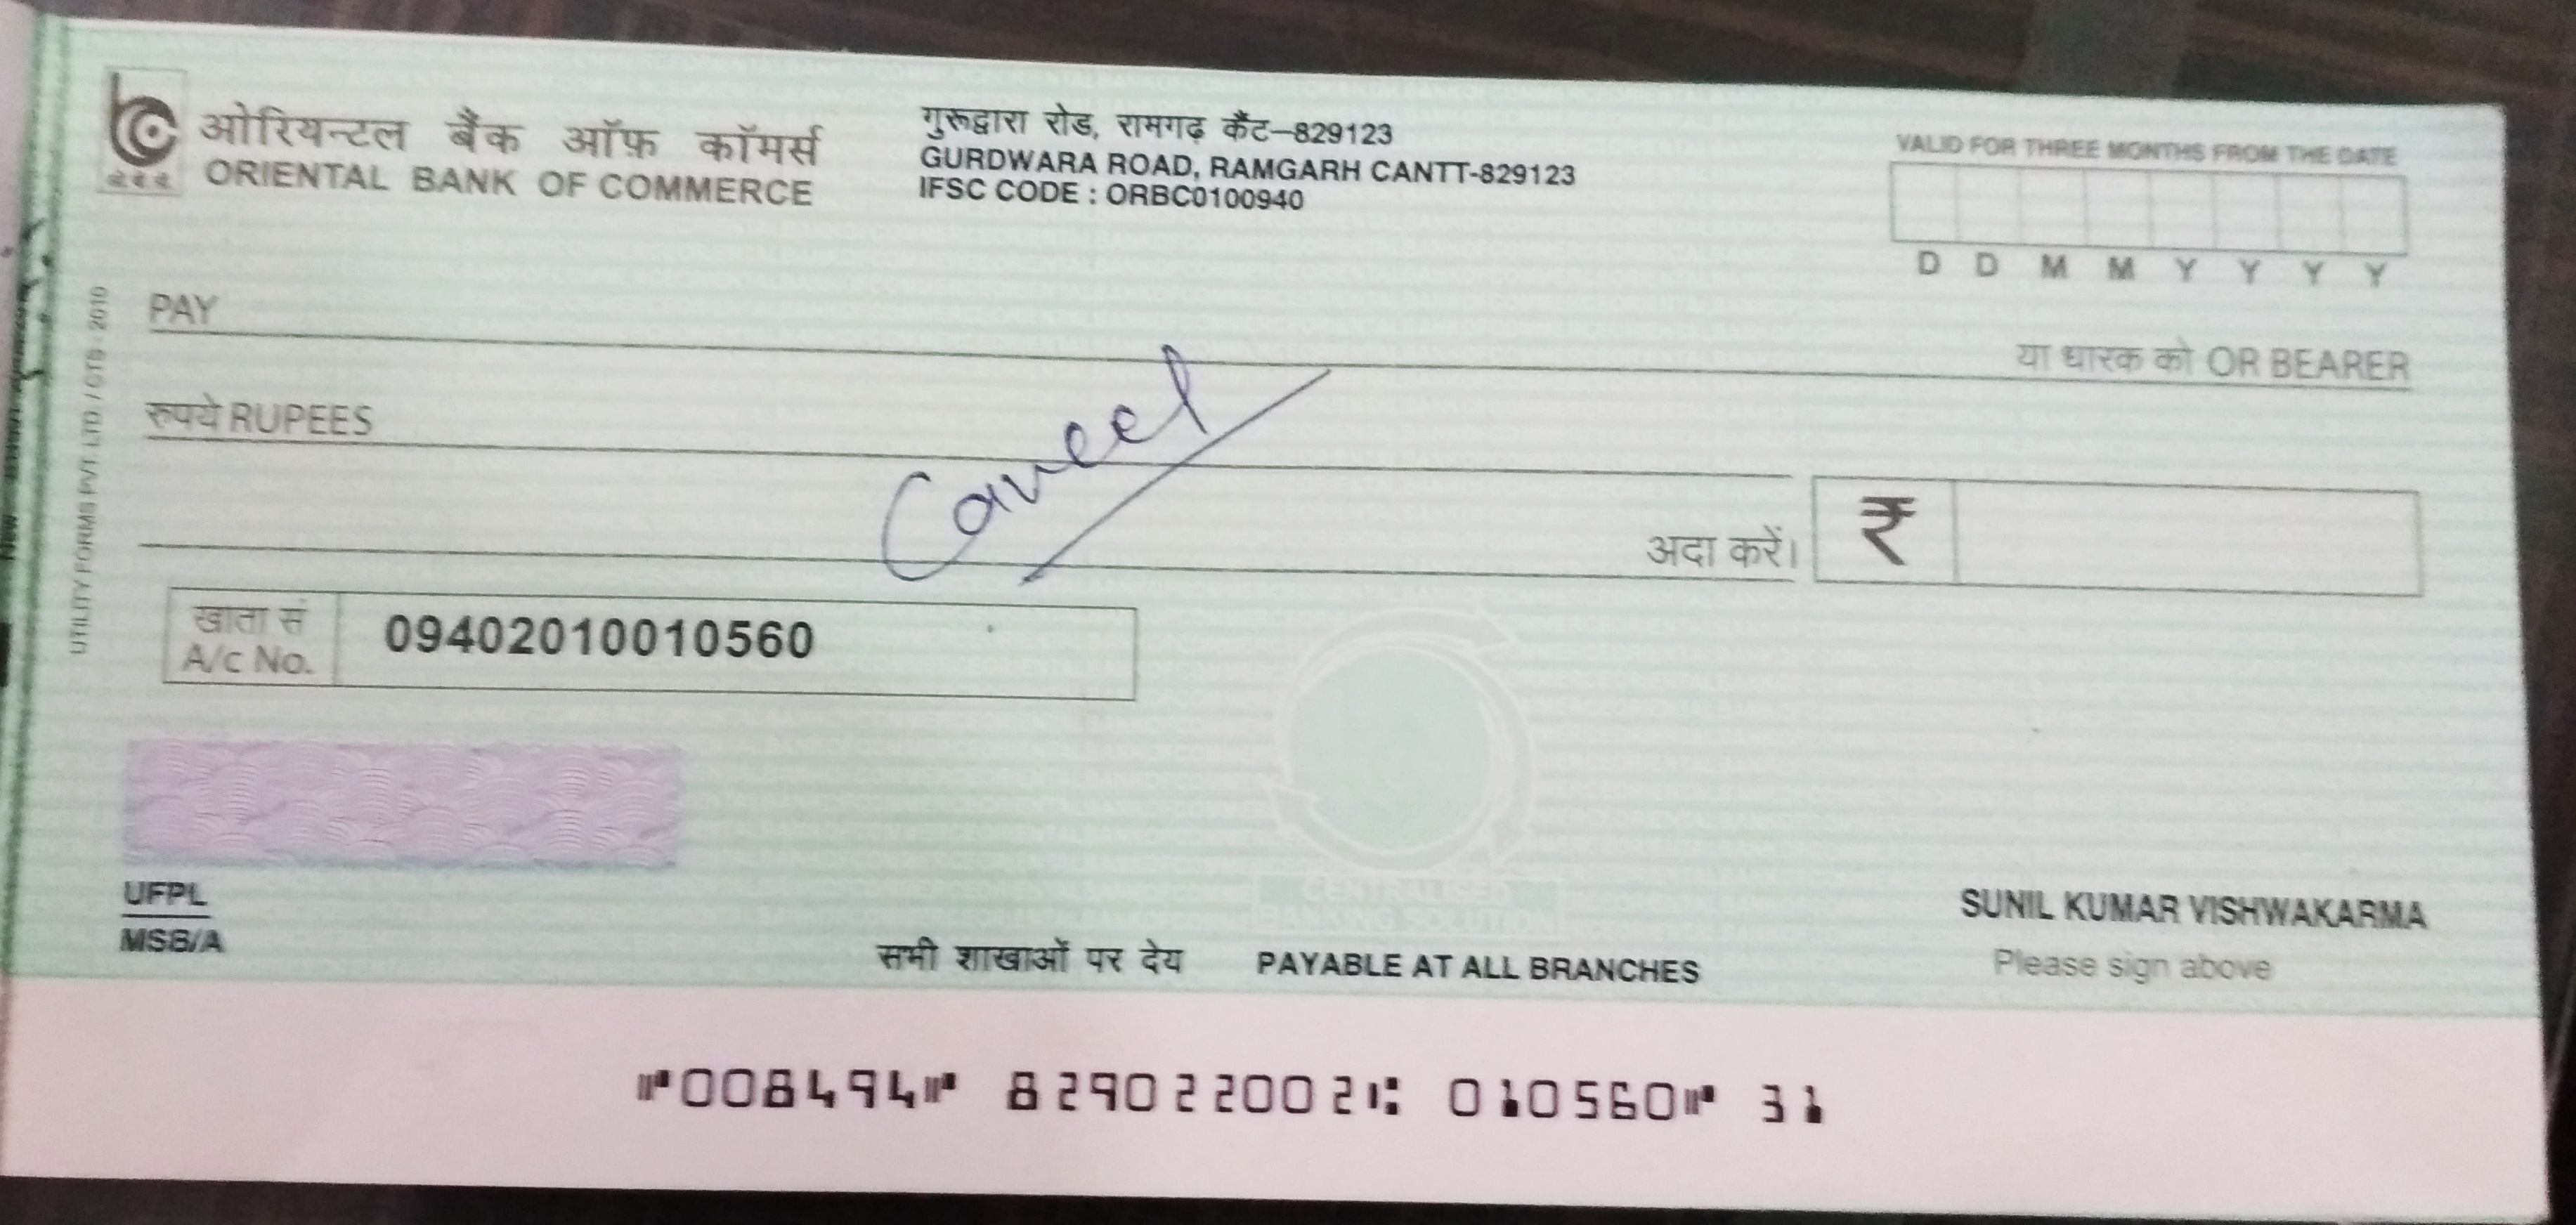 ओरियन्टल बैंक ऑफ़ कॉमर्स
ORIENTAL BANK OF COMMERCE
ओ बी सी
गुरूद्वारा रोड, रामगढ़ कैंट–829123
GURDWARA ROAD, RAMGARH CANTT-829123
IFSC CODE : ORBC0100940
VALID FOR THREE MONTHS FROM THE DATE
D D M M Y Y Y Y
PAY
या धारक को OR BEARER
रुपये RUPEES
Cancel
अदा करें।
₹
खाता सं
A/c No.
09402010010560
UTILITY FORMS PVT. LTD / CTS - 2010
CENTRALISED
BANKING SOLUTION
UFPL
MSB/A
सभी शाखाओं पर देय PAYABLE AT ALL BRANCHES
SUNIL KUMAR VISHWAKARMA
Please sign above
⑈008494⑈ 829022002⑆ 010560⑈ 31